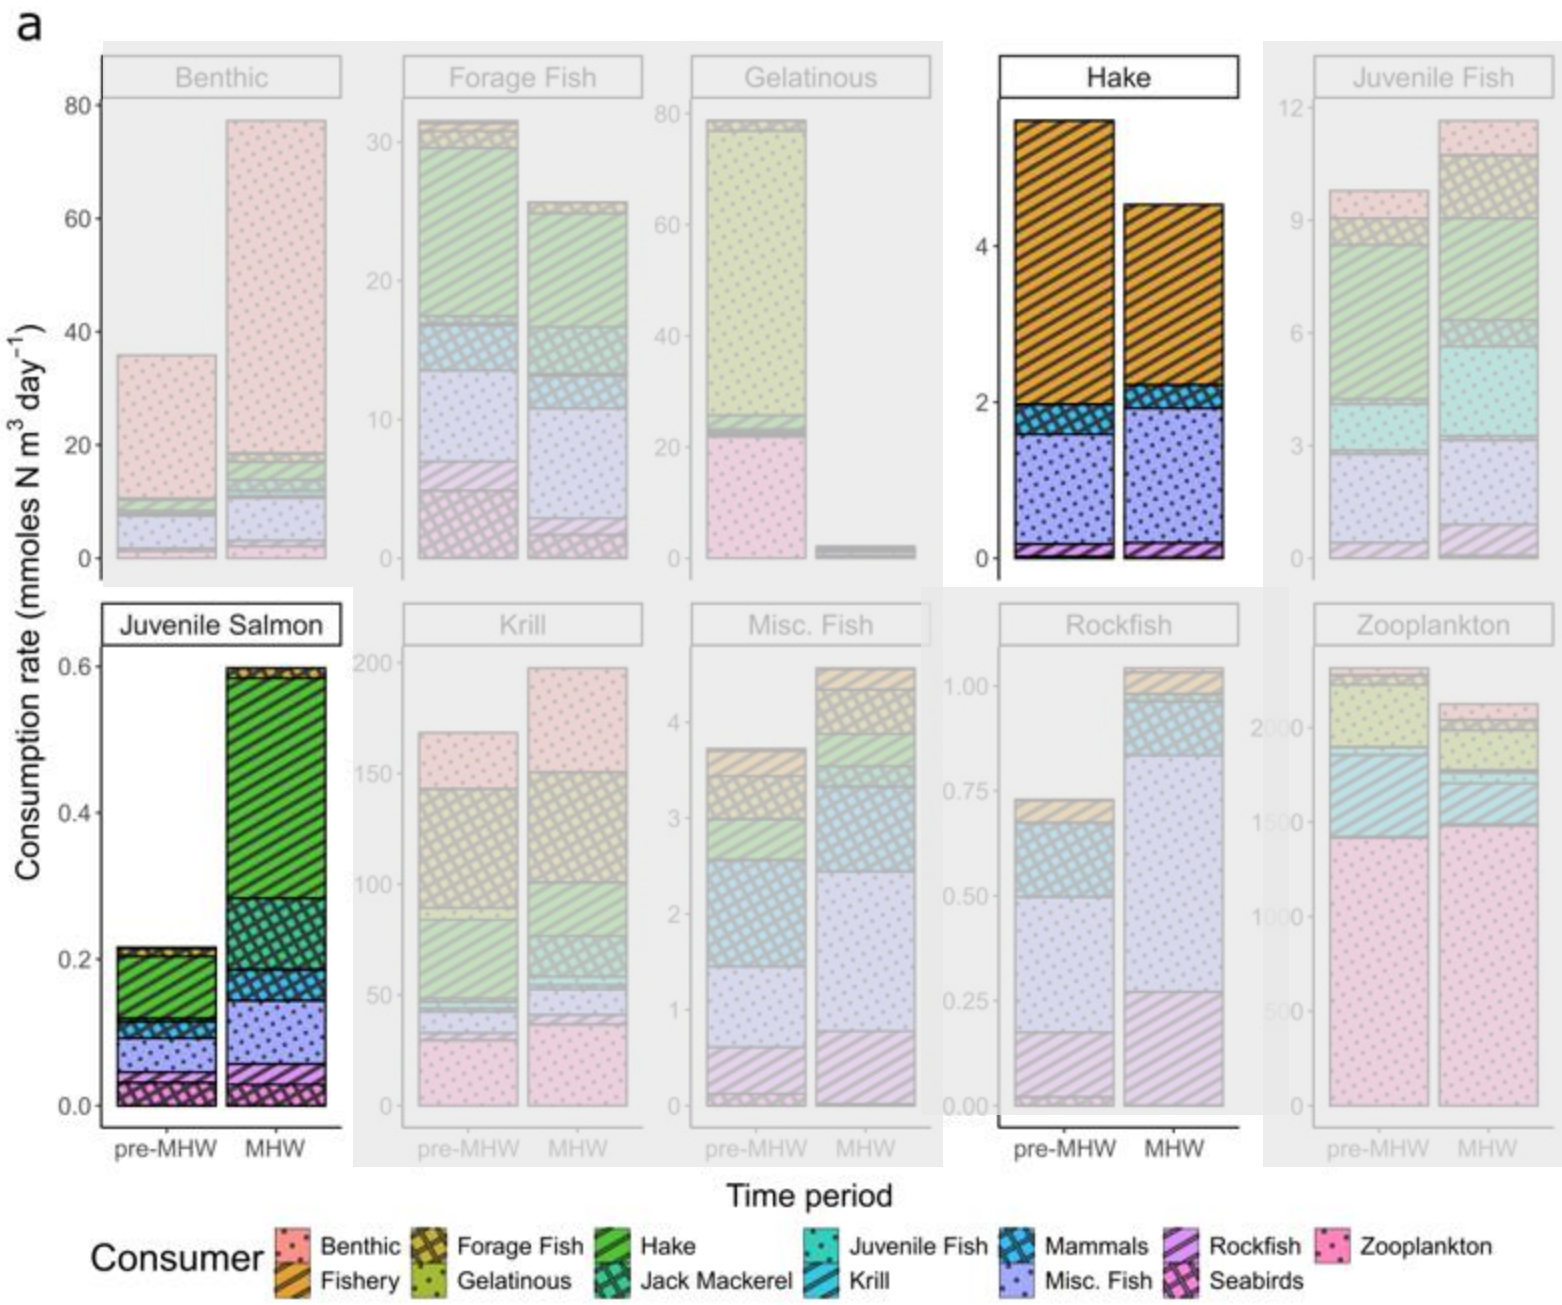 a
Benthic
Forage Fish
Gelatinous
Hake
Juvenile Fish
80
60
40
20
0
30
20
10
0
80
60
40
20
0
4
2
0
12
9
6
3
0
Consumption rate (mmoles N m³ day⁻¹)
Juvenile Salmon
Krill
Misc. Fish
Rockfish
Zooplankton
0.6
0.4
0.2
0.0
200
150
100
50
0
4
3
2
1
0
1.00
0.75
0.50
0.25
0.00
2000
1500
1000
500
0
pre-MHW MHW
pre-MHW MHW
pre-MHW MHW
pre-MHW MHW
pre-MHW MHW
Time period
Consumer
Benthic Forage Fish Hake Juvenile Fish Mammals Rockfish Zooplankton
Fishery Gelatinous Jack Mackerel Krill Misc. Fish Seabirds